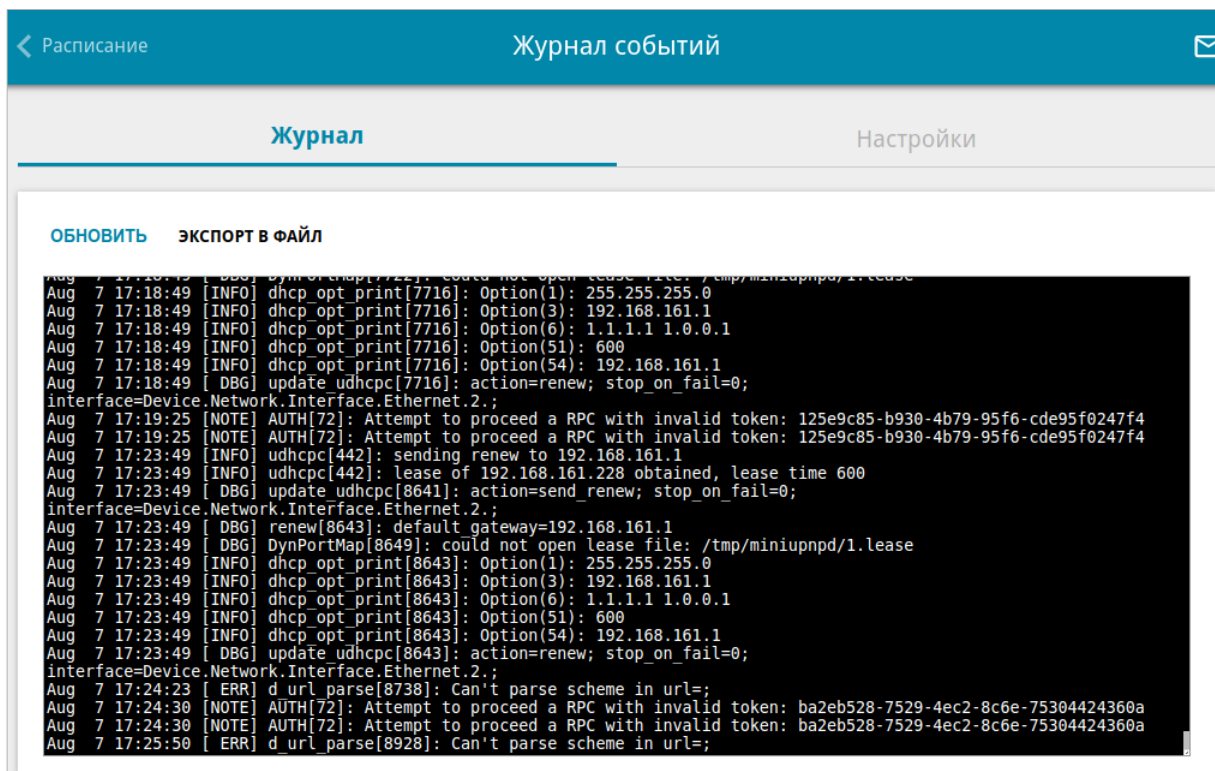 Расписание
Журнал событий
Журнал
Настройки
ОБНОВИТЬ ЭКСПОРТ В ФАЙЛ
Aug  7 17:18:49 [ DBG] DynPortMap[7722]: could not open lease file: /tmp/miniupnpd/1.lease
Aug  7 17:18:49 [INFO] dhcp_opt_print[7716]: Option(1): 255.255.255.0
Aug  7 17:18:49 [INFO] dhcp_opt_print[7716]: Option(3): 192.168.161.1
Aug  7 17:18:49 [INFO] dhcp_opt_print[7716]: Option(6): 1.1.1.1 1.0.0.1
Aug  7 17:18:49 [INFO] dhcp_opt_print[7716]: Option(51): 600
Aug  7 17:18:49 [INFO] dhcp_opt_print[7716]: Option(54): 192.168.161.1
Aug  7 17:18:49 [ DBG] update_udhcpc[7716]: action=renew; stop_on_fail=0;
interface=Device.Network.Interface.Ethernet.2.;
Aug  7 17:19:25 [NOTE] AUTH[72]: Attempt to proceed a RPC with invalid token: 125e9c85-b930-4b79-95f6-cde95f0247f4
Aug  7 17:19:25 [NOTE] AUTH[72]: Attempt to proceed a RPC with invalid token: 125e9c85-b930-4b79-95f6-cde95f0247f4
Aug  7 17:23:49 [INFO] udhcpc[442]: sending renew to 192.168.161.1
Aug  7 17:23:49 [INFO] udhcpc[442]: lease of 192.168.161.228 obtained, lease time 600
Aug  7 17:23:49 [ DBG] update_udhcpc[8641]: action=send_renew; stop_on_fail=0;
interface=Device.Network.Interface.Ethernet.2.;
Aug  7 17:23:49 [ DBG] renew[8643]: default_gateway=192.168.161.1
Aug  7 17:23:49 [ DBG] DynPortMap[8649]: could not open lease file: /tmp/miniupnpd/1.lease
Aug  7 17:23:49 [INFO] dhcp_opt_print[8643]: Option(1): 255.255.255.0
Aug  7 17:23:49 [INFO] dhcp_opt_print[8643]: Option(3): 192.168.161.1
Aug  7 17:23:49 [INFO] dhcp_opt_print[8643]: Option(6): 1.1.1.1 1.0.0.1
Aug  7 17:23:49 [INFO] dhcp_opt_print[8643]: Option(51): 600
Aug  7 17:23:49 [INFO] dhcp_opt_print[8643]: Option(54): 192.168.161.1
Aug  7 17:23:49 [ DBG] update_udhcpc[8643]: action=renew; stop_on_fail=0;
interface=Device.Network.Interface.Ethernet.2.;
Aug  7 17:24:23 [ ERR] d_url_parse[8738]: Can't parse scheme in url=;
Aug  7 17:24:30 [NOTE] AUTH[72]: Attempt to proceed a RPC with invalid token: ba2eb528-7529-4ec2-8c6e-75304424360a
Aug  7 17:24:30 [NOTE] AUTH[72]: Attempt to proceed a RPC with invalid token: ba2eb528-7529-4ec2-8c6e-75304424360a
Aug  7 17:25:50 [ ERR] d_url_parse[8928]: Can't parse scheme in url=;